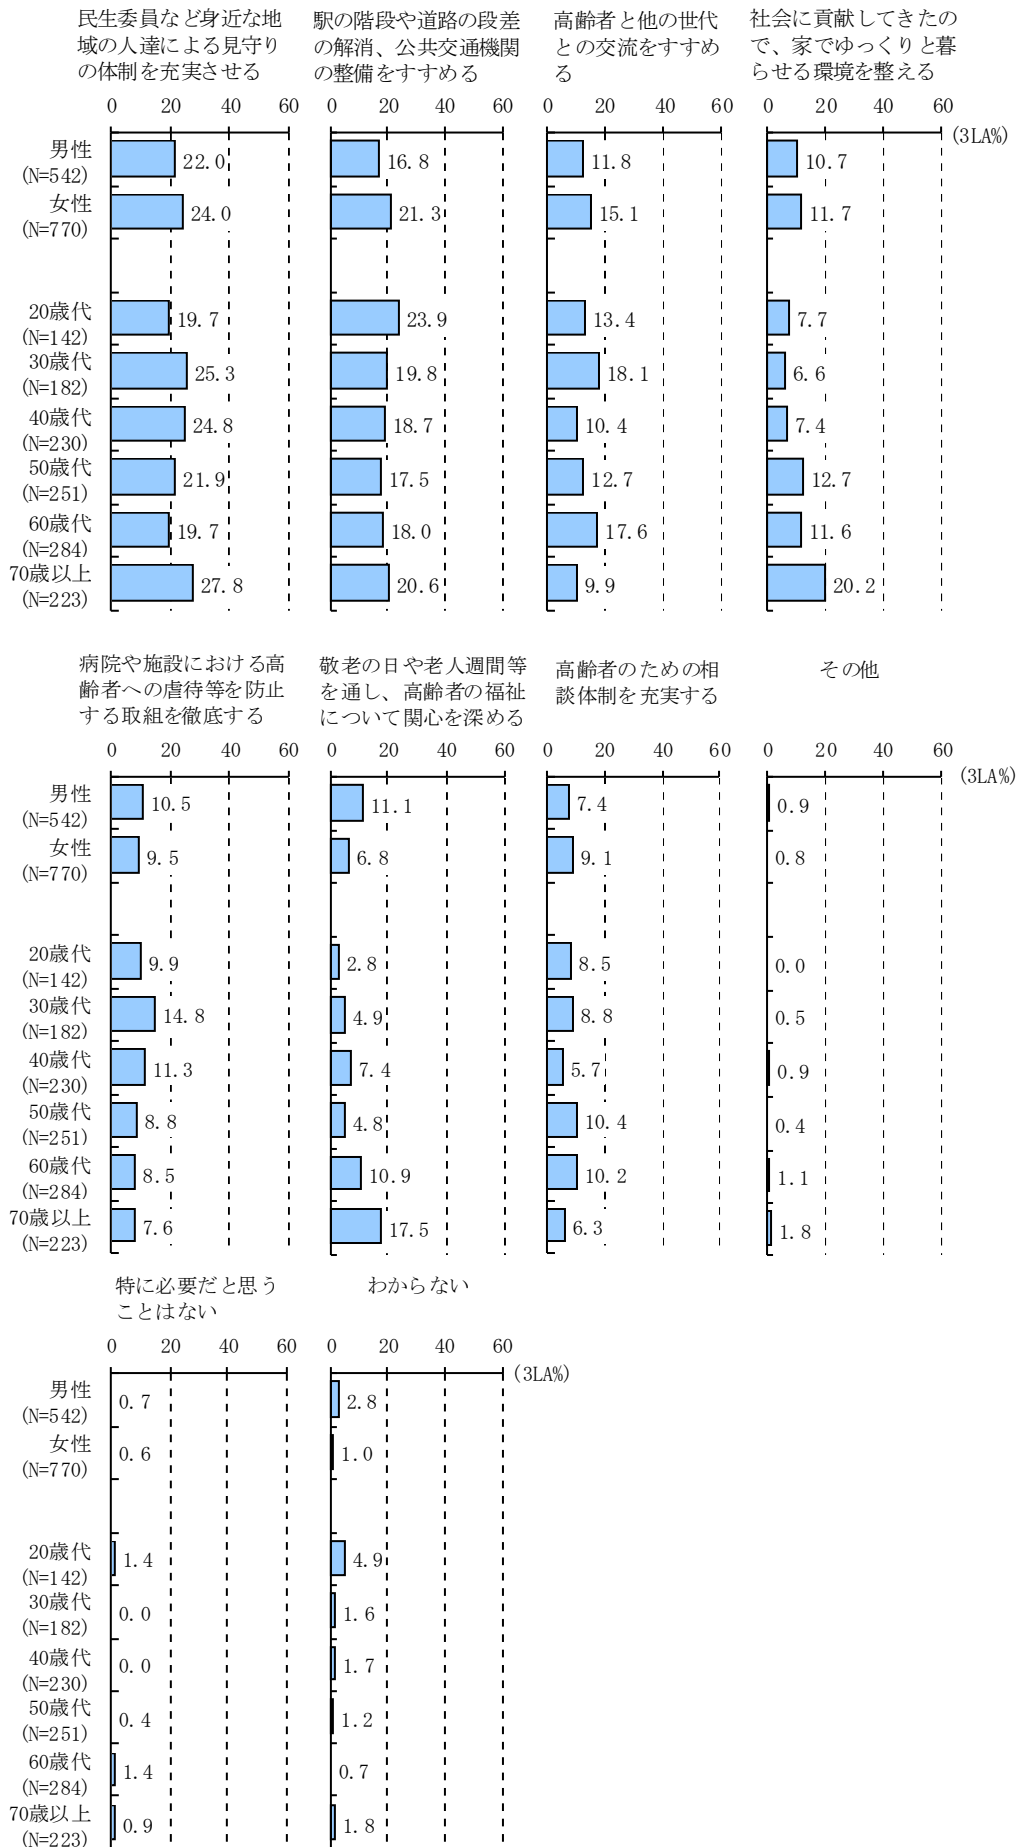 民生委員など身近な地
域の人達による見守り
の体制を充実させる
駅の階段や道路の段差
の解消、公共交通機関
の整備をすすめる
高齢者と他の世代
との交流をすすめ
る
社会に貢献してきたの
で、家でゆっくりと暮
らせる環境を整える
0 20 40 60 0 20 40 60 0 20 40 60 0 20 40 60
(3LA%)
男性
(N=542)
22.0 16.8 11.8 10.7
女性
(N=770)
24.0 21.3 15.1 11.7
20歳代
(N=142)
19.7 23.9 13.4 7.7
30歳代
(N=182)
25.3 19.8 18.1 6.6
40歳代
(N=230)
24.8 18.7 10.4 7.4
50歳代
(N=251)
21.9 17.5 12.7 12.7
60歳代
(N=284)
19.7 18.0 17.6 11.6
70歳以上
(N=223)
27.8 20.6 9.9 20.2
病院や施設における高
齢者への虐待等を防止
する取組を徹底する
敬老の日や老人週間等
を通し、高齢者の福祉
について関心を深める
高齢者のための相
談体制を充実する
その他
0 20 40 60 0 20 40 60 0 20 40 60 0 20 40 60
(3LA%)
男性
(N=542)
10.5 11.1 7.4 0.9
女性
(N=770)
9.5 6.8 9.1 0.8
20歳代
(N=142)
9.9 2.8 8.5 0.0
30歳代
(N=182)
14.8 4.9 8.8 0.5
40歳代
(N=230)
11.3 7.4 5.7 0.9
50歳代
(N=251)
8.8 4.8 10.4 0.4
60歳代
(N=284)
8.5 10.9 10.2 1.1
70歳以上
(N=223)
7.6 17.5 6.3 1.8
特に必要だと思う
ことはない
わからない
0 20 40 60 0 20 40 60
(3LA%)
男性
(N=542)
0.7 2.8
女性
(N=770)
0.6 1.0
20歳代
(N=142)
1.4 4.9
30歳代
(N=182)
0.0 1.6
40歳代
(N=230)
0.0 1.7
50歳代
(N=251)
0.4 1.2
60歳代
(N=284)
1.4 0.7
70歳以上
(N=223)
0.9 1.8